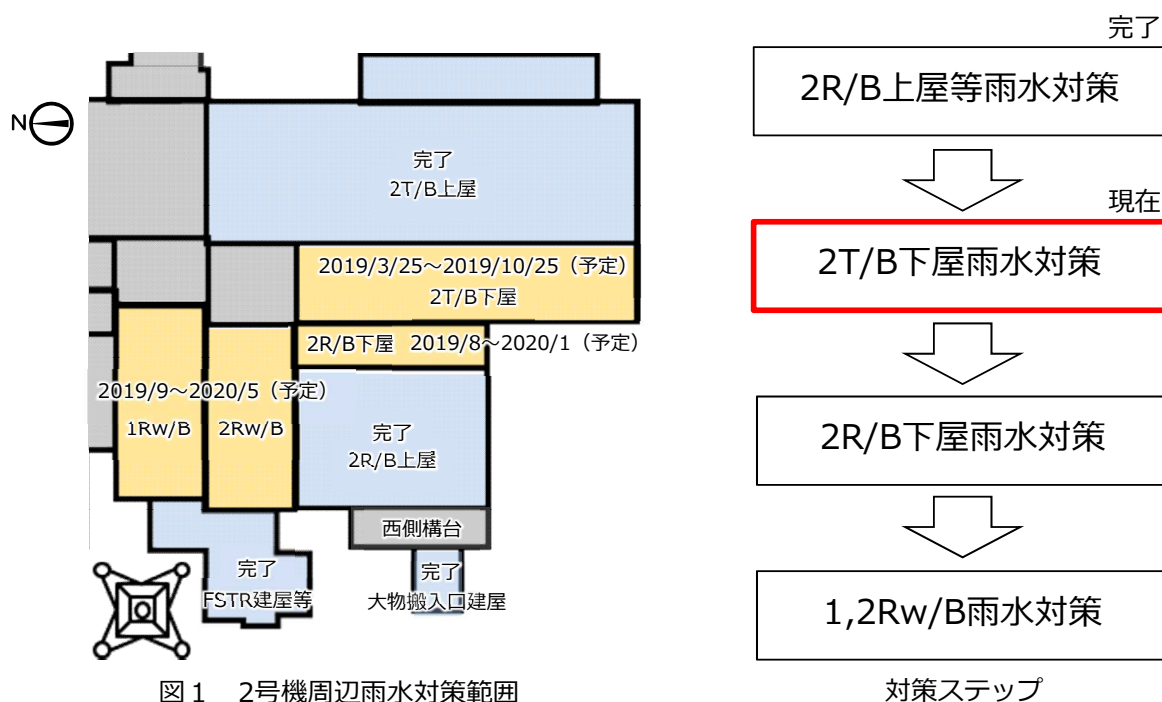 N
完了
2T/B上屋
2019/3/25～2019/10/25（予定）
2T/B下屋
2R/B下屋 2019/8～2020/1（予定）
2019/9～2020/5（予定）
1Rw/B 2Rw/B
完了
2R/B上屋
西側構台
完了
FSTR建屋等
完了
大物搬入口建屋
図1 2号機周辺雨水対策範囲
完了
2R/B上屋等雨水対策
現在
2T/B下屋雨水対策
2R/B下屋雨水対策
1,2Rw/B雨水対策
対策ステップ